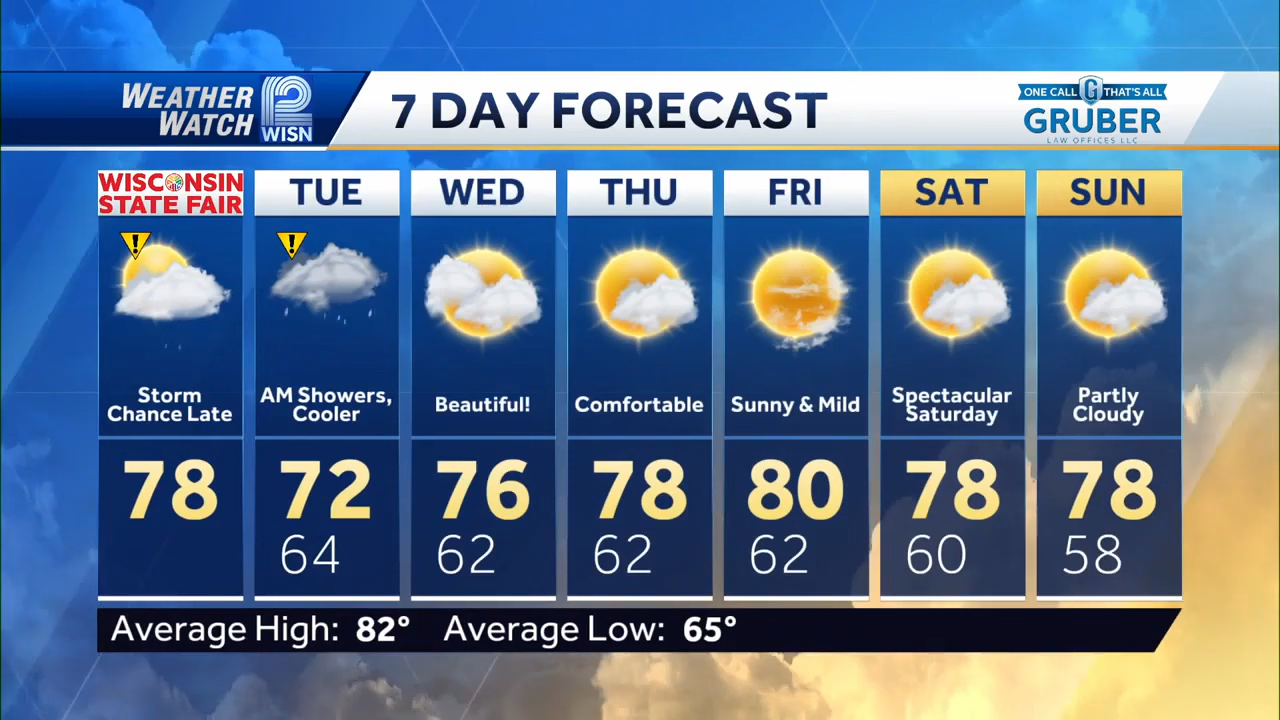 WEATHER
WATCH
12
WISN
7 DAY FORECAST
ONE CALL G THAT'S ALL
GRUBER
LAW OFFICES LLC
WISCONSIN
STATE FAIR
TUE
WED
THU
FRI
SAT
SUN
!
!
Storm
Chance Late
AM Showers,
Cooler
Beautiful!
Comfortable
Sunny & Mild
Spectacular
Saturday
Partly
Cloudy
78
72
76
78
80
78
78
64
62
62
62
60
58
Average High: 82° Average Low: 65°